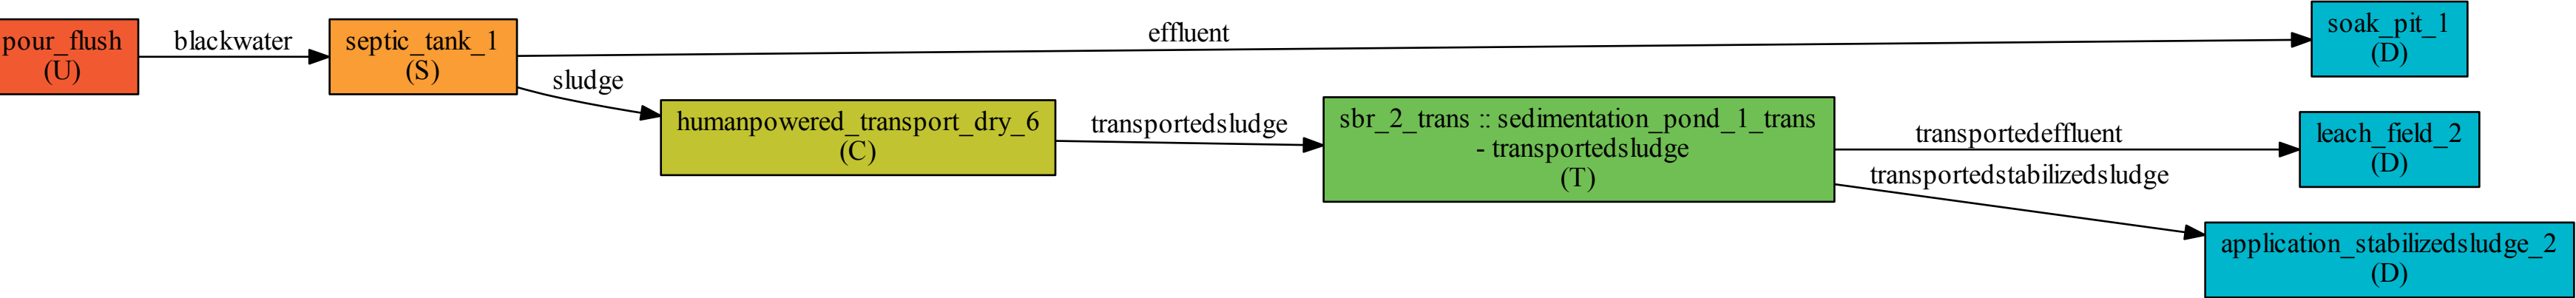 pour_flush
(U)
blackwater
septic_tank_1
(S)
effluent
soak_pit_1
(D)
sludge
humanpowered_transport_dry_6
(C)
transportedsludge
sbr_2_trans :: sedimentation_pond_1_trans
- transportedsludge
(T)
transportedeffluent
leach_field_2
(D)
transportedstabilizedsludge
application_stabilizedsludge_2
(D)